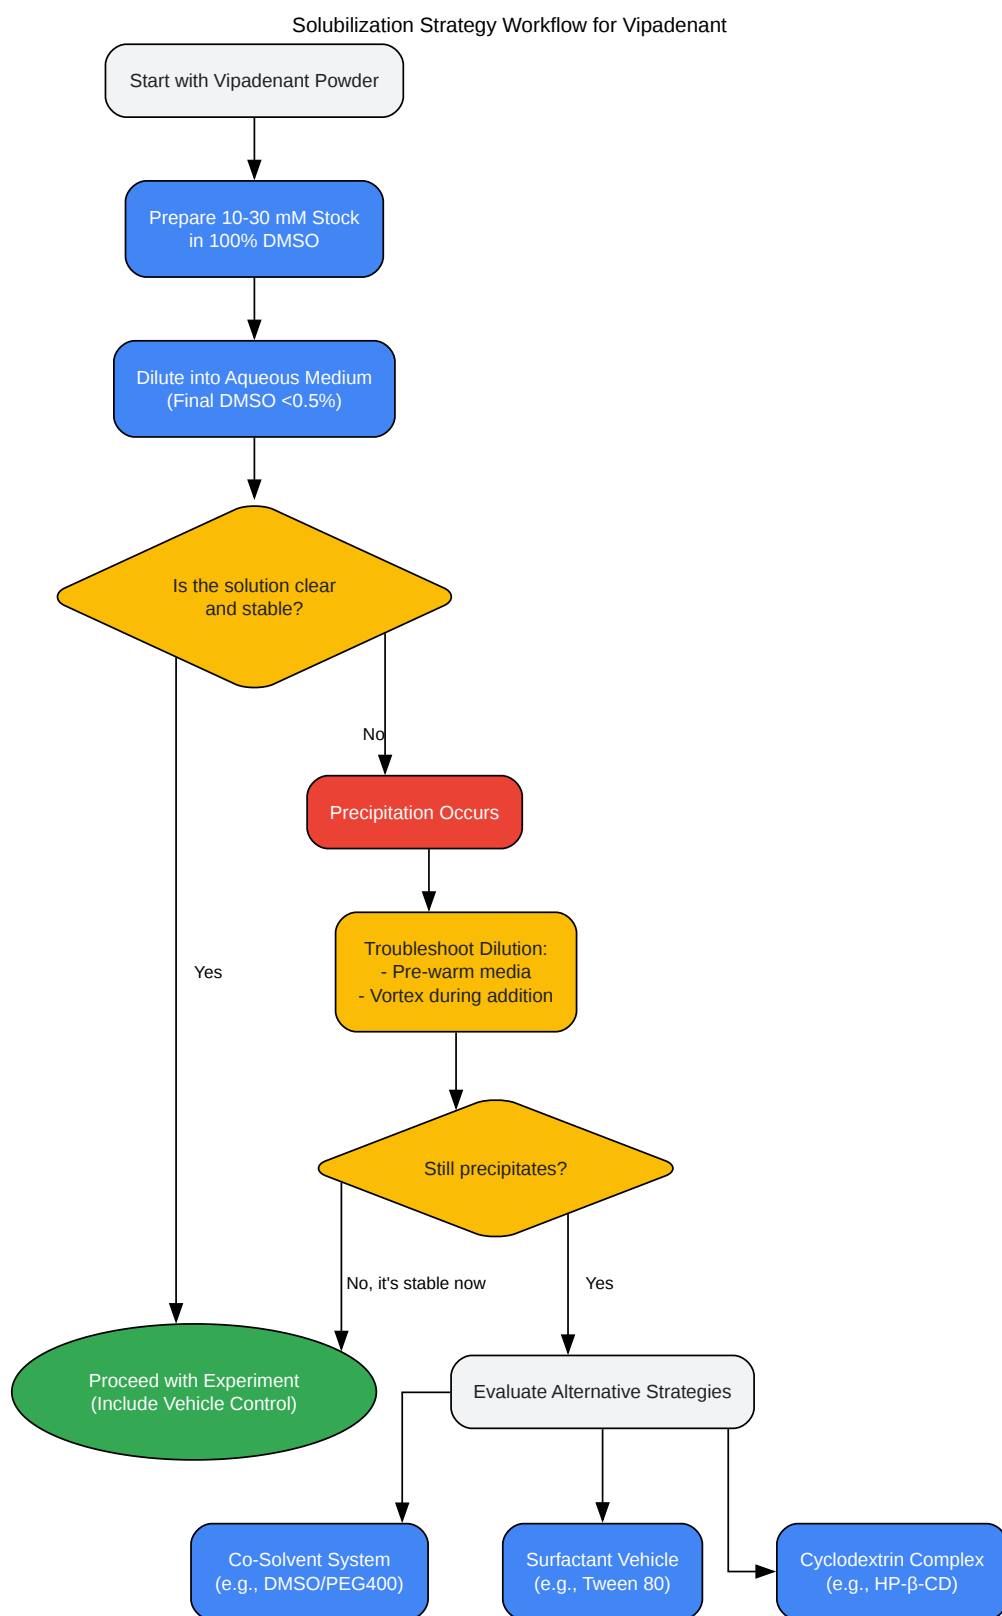 Solubilization Strategy Workflow for Vipadenant
Start with Vipadenant Powder
Prepare 10-30 mM Stock
in 100% DMSO
Dilute into Aqueous Medium
(Final DMSO <0.5%)
Is the solution clear
and stable?
No
Precipitation Occurs
Troubleshoot Dilution:
- Pre-warm media
- Vortex during addition
Yes
Still precipitates?
No, it's stable now
Yes
Proceed with Experiment
(Include Vehicle Control)
Evaluate Alternative Strategies
Co-Solvent System
(e.g., DMSO/PEG400)
Surfactant Vehicle
(e.g., Tween 80)
Cyclodextrin Complex
(e.g., HP-β-CD)